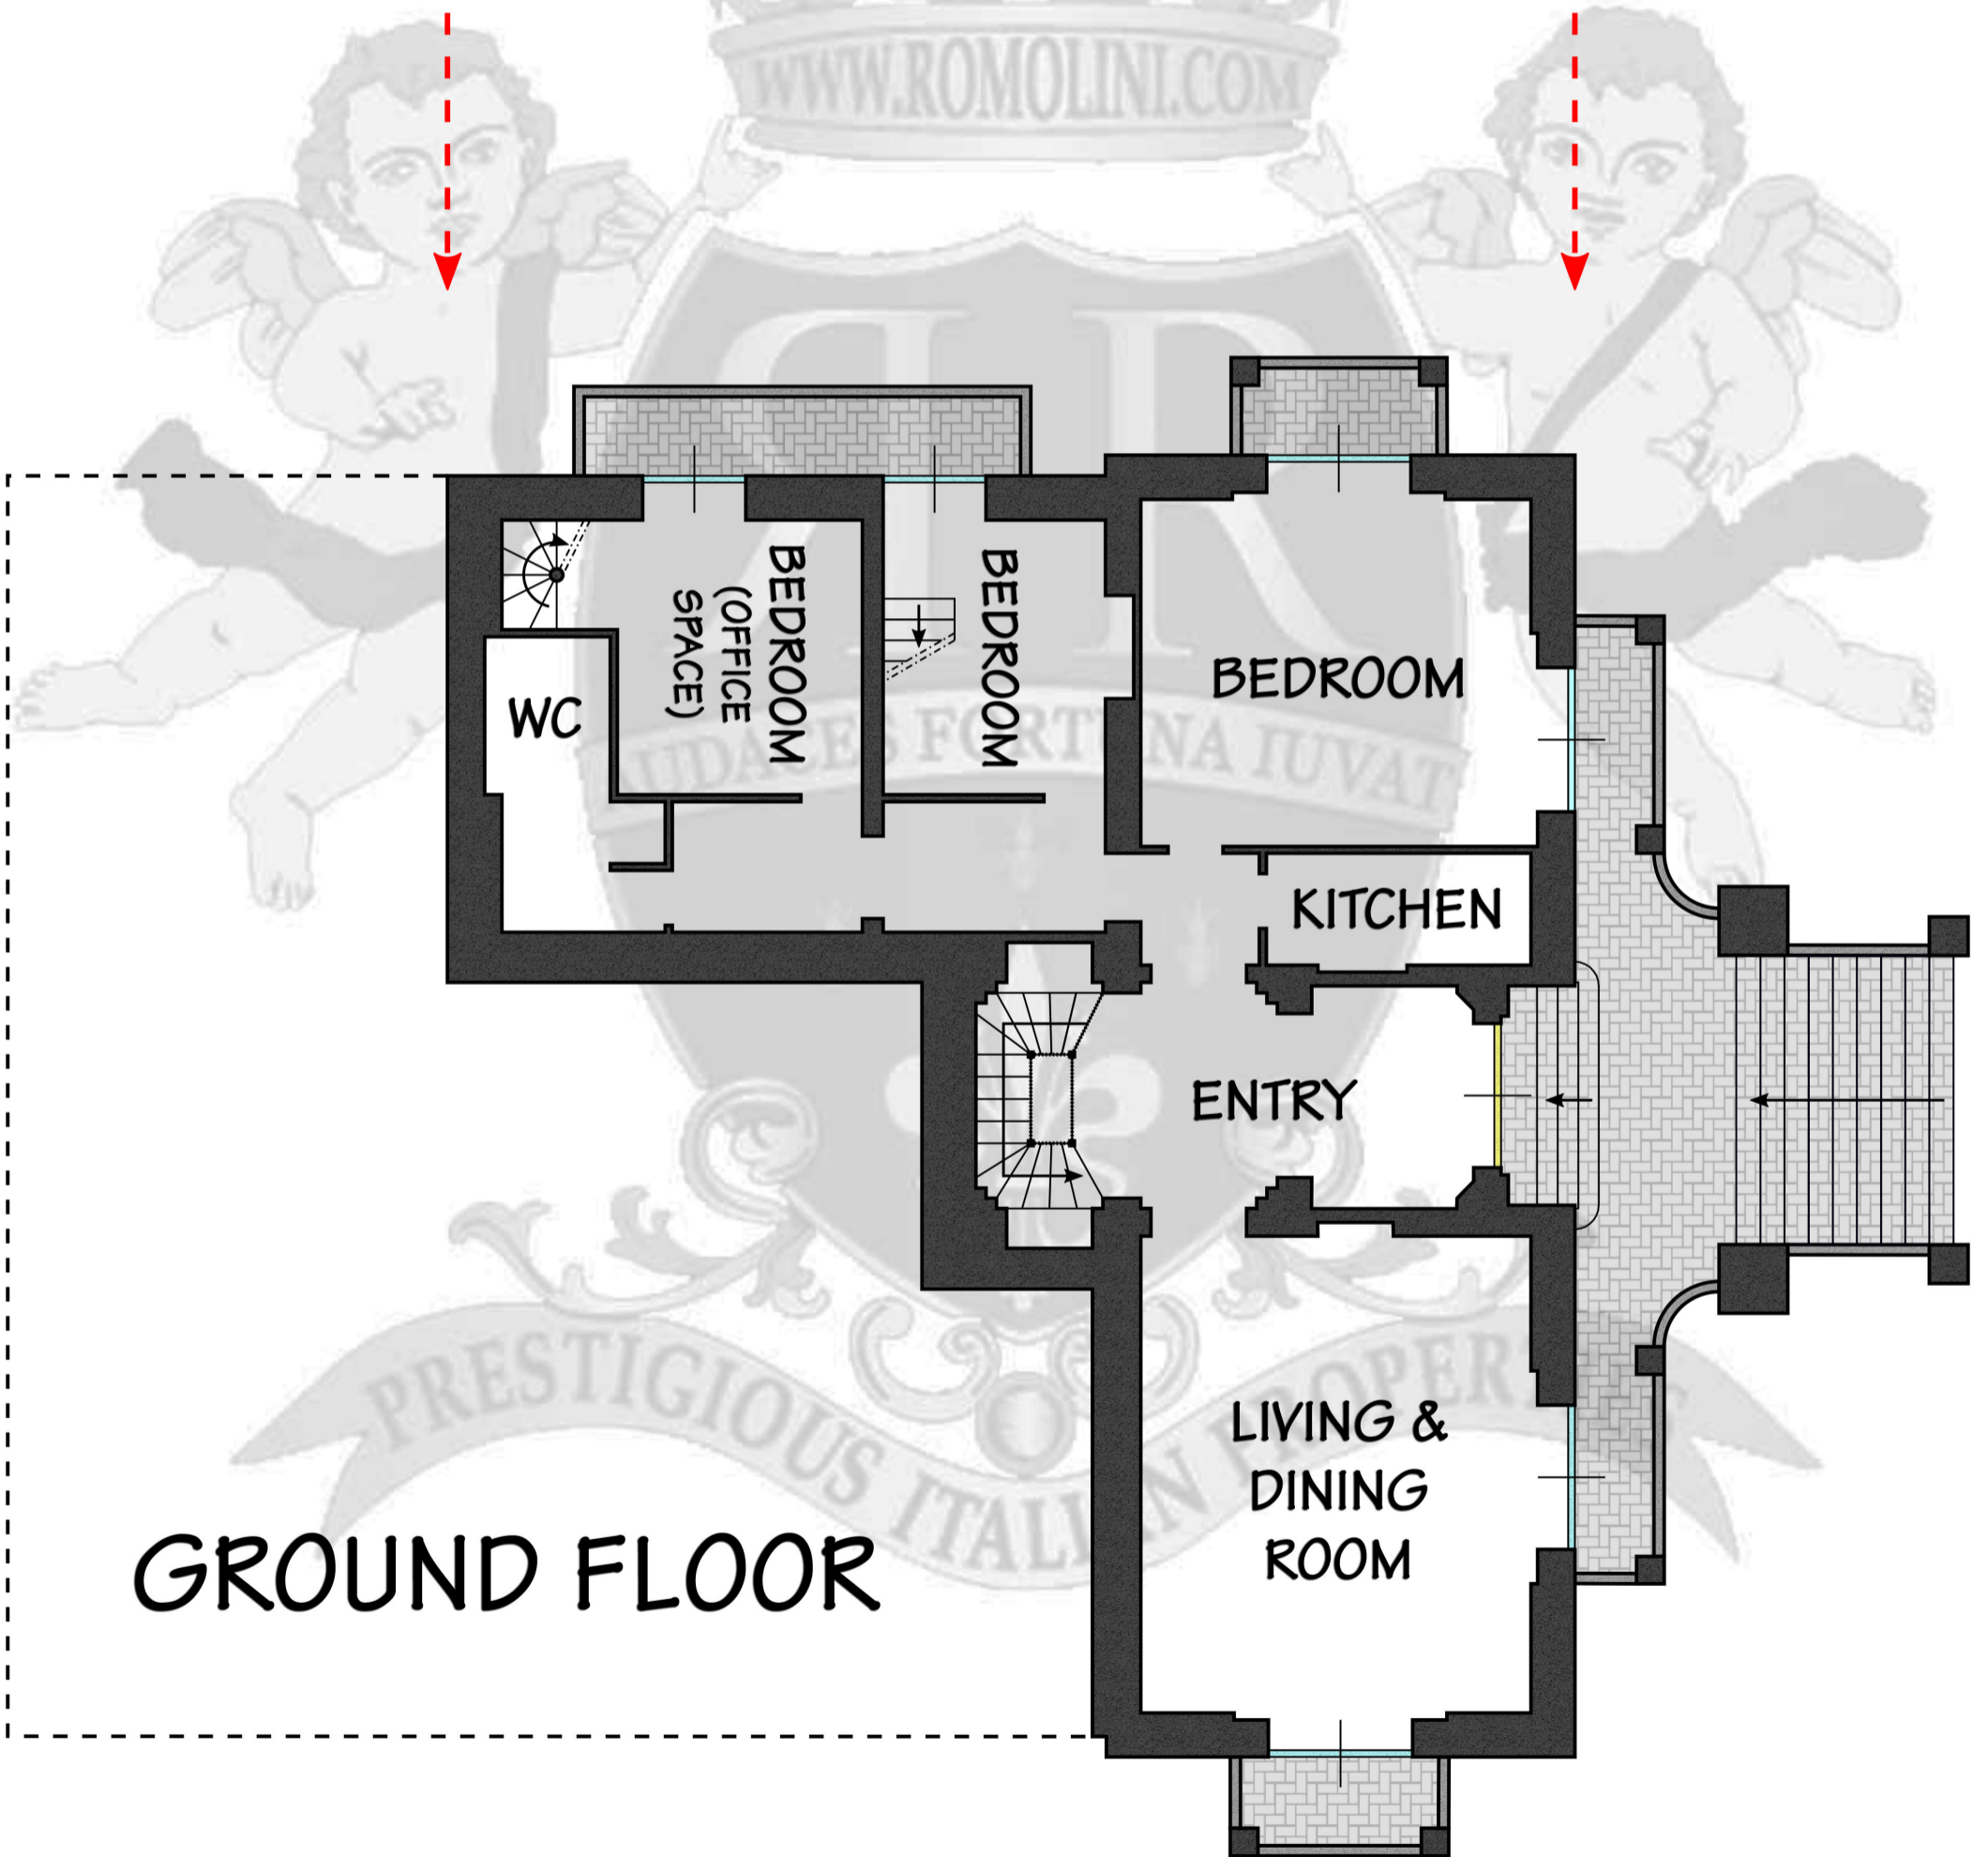 WWW.ROMOLINI.COM
RR
BEDROOM
(OFFICE
SPACE)
BEDROOM
BEDROOM
WC
AUDACES FORTUNA IUVAT
KITCHEN
ENTRY
LIVING &
DINING
ROOM
PRESTIGIOUS ITALIAN PROPERTIES
GROUND FLOOR